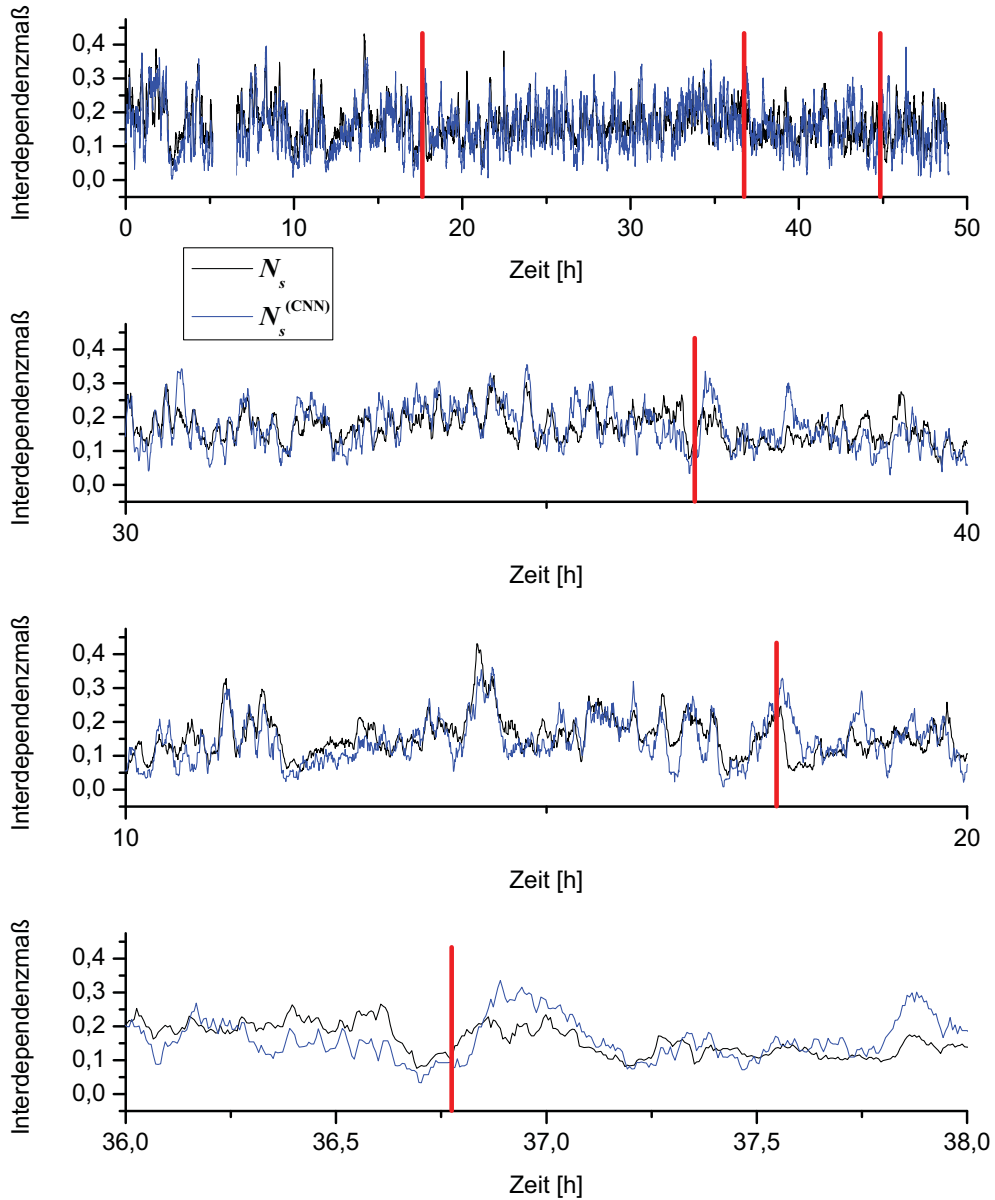 Interdependenzmaß
0,4
0,3
0,2
0,1
0,0
0 10 20 30 40 50
Zeit [h]
N_s
N_s^(CNN)
Interdependenzmaß
0,4
0,3
0,2
0,1
0,0
30 40
Zeit [h]
Interdependenzmaß
0,4
0,3
0,2
0,1
0,0
10 20
Zeit [h]
Interdependenzmaß
0,4
0,3
0,2
0,1
0,0
36,0 36,5 37,0 37,5 38,0
Zeit [h]